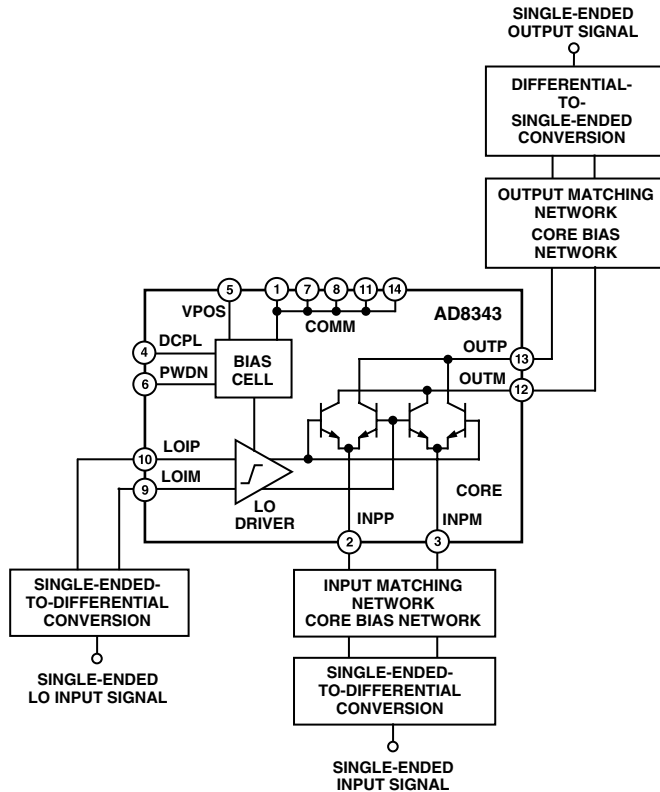 SINGLE-ENDED
OUTPUT SIGNAL
DIFFERENTIAL-
TO-
SINGLE-ENDED
CONVERSION
OUTPUT MATCHING
NETWORK
CORE BIAS
NETWORK
5
1
7
8
11
14
VPOS
COMM
AD8343
4
DCPL
6
PWDN
BIAS
CELL
OUTP
13
OUTM
12
10
LOIP
9
LOIM
LO
DRIVER
CORE
INPP
INPM
2
3
SINGLE-ENDED-
TO-DIFFERENTIAL
CONVERSION
SINGLE-ENDED
LO INPUT SIGNAL
INPUT MATCHING
NETWORK
CORE BIAS NETWORK
SINGLE-ENDED-
TO-DIFFERENTIAL
CONVERSION
SINGLE-ENDED
INPUT SIGNAL